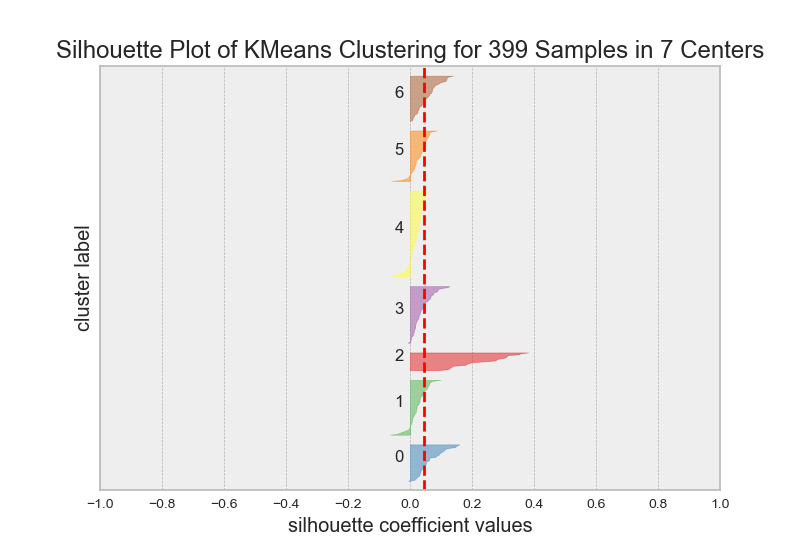 Silhouette Plot of KMeans Clustering for 399 Samples in 7 Centers
cluster label
6
5
4
3
2
1
0
−1.0 −0.8 −0.6 −0.4 −0.2 0.0 0.2 0.4 0.6 0.8 1.0
silhouette coefficient values